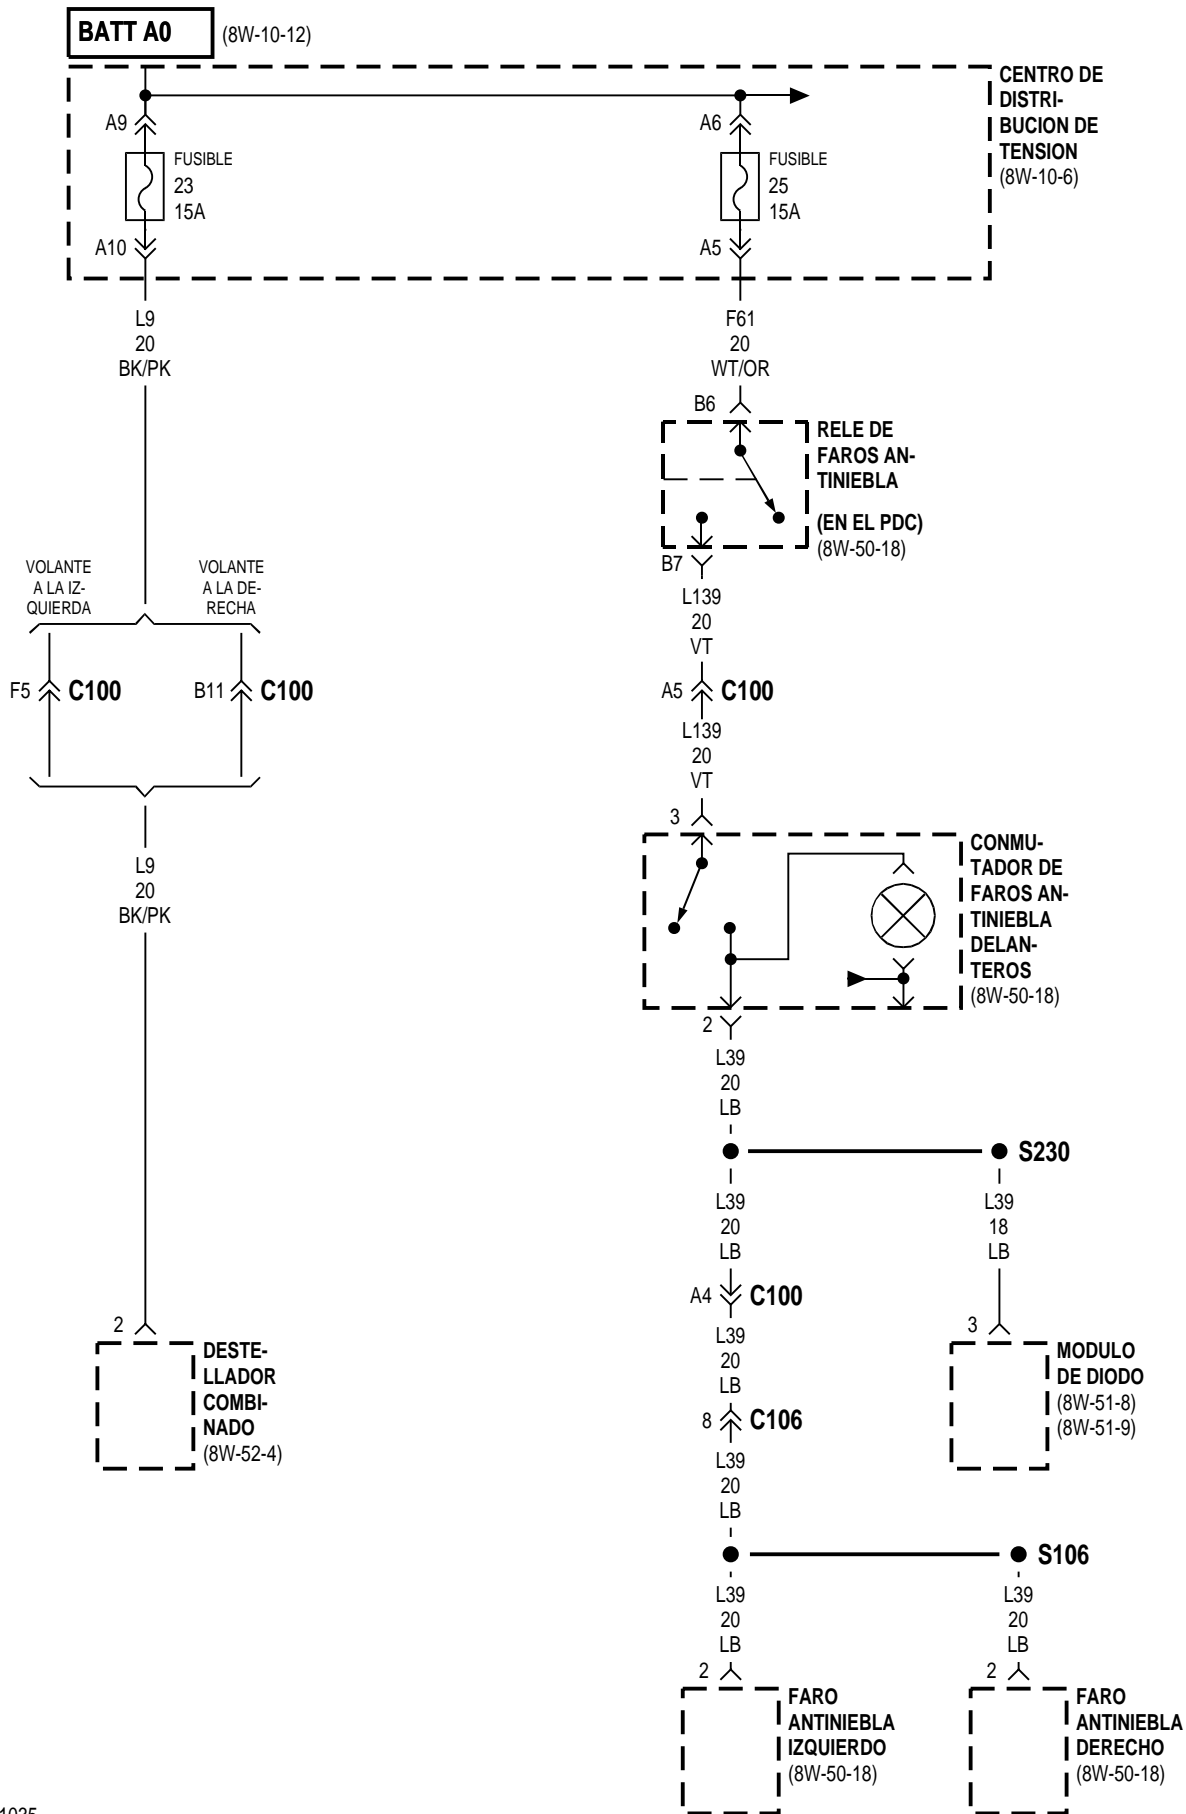 BATT A0 (8W-10-12)
CENTRO DE
DISTRI-
BUCION DE
TENSION
(8W-10-6)
A9
FUSIBLE
23
15A
A10
A6
FUSIBLE
25
15A
A5
L9
20
BK/PK
F61
20
WT/OR
B6
RELE DE
FAROS AN-
TINIEBLA
(EN EL PDC)
(8W-50-18)
B7
L139
20
VT
VOLANTE
A LA IZ-
QUIERDA
VOLANTE
A LA DE-
RECHA
F5 C100
B11 C100
A5 C100
L139
20
VT
3
CONMU-
TADOR DE
FAROS AN-
TINIEBLA
DELAN-
TEROS
(8W-50-18)
L9
20
BK/PK
2
L39
20
LB
S230
L39
20
LB
L39
18
LB
A4 C100
L39
20
LB
2
DESTE-
LLADOR
COMBI-
NADO
(8W-52-4)
3
MODULO
DE DIODO
(8W-51-8)
(8W-51-9)
8 C106
L39
20
LB
S106
L39
20
LB
L39
20
LB
2
FARO
ANTINIEBLA
IZQUIERDO
(8W-50-18)
2
FARO
ANTINIEBLA
DERECHO
(8W-50-18)